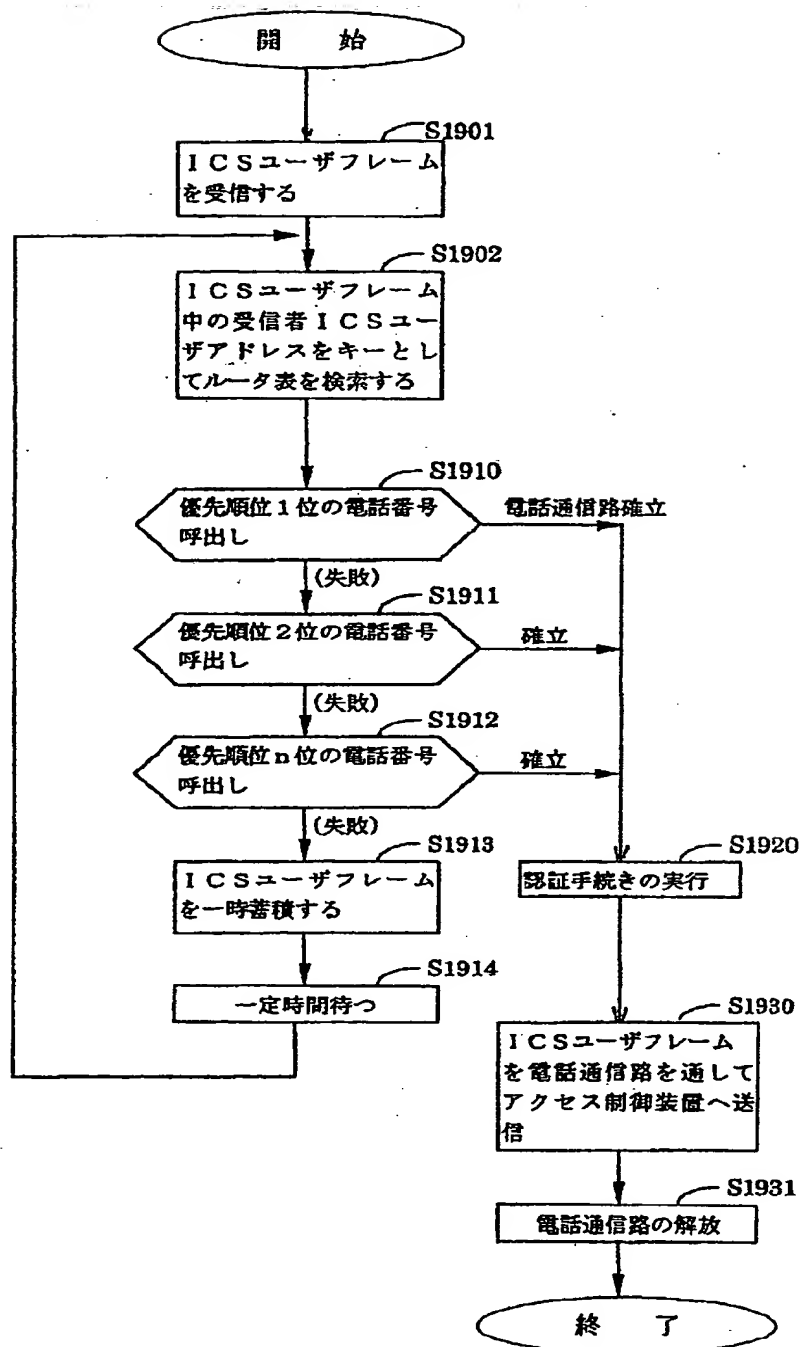 開 始
S1901
ICSユーザフレーム
を受信する
S1902
ICSユーザフレーム
中の受信者ICSユー
ザアドレスをキーとし
てルータ表を検索する
S1910
優先順位1位の電話番号
呼出し
電話通信路確立
(失敗)
S1911
優先順位2位の電話番号
呼出し
確立
(失敗)
S1912
優先順位n位の電話番号
呼出し
確立
(失敗)
S1913
ICSユーザフレーム
を一時蓄積する
S1914
一定時間待つ
S1920
認証手続きの実行
S1930
ICSユーザフレーム
を電話通信路を通して
アクセス制御装置へ送
信
S1931
電話通信路の解放
終 了